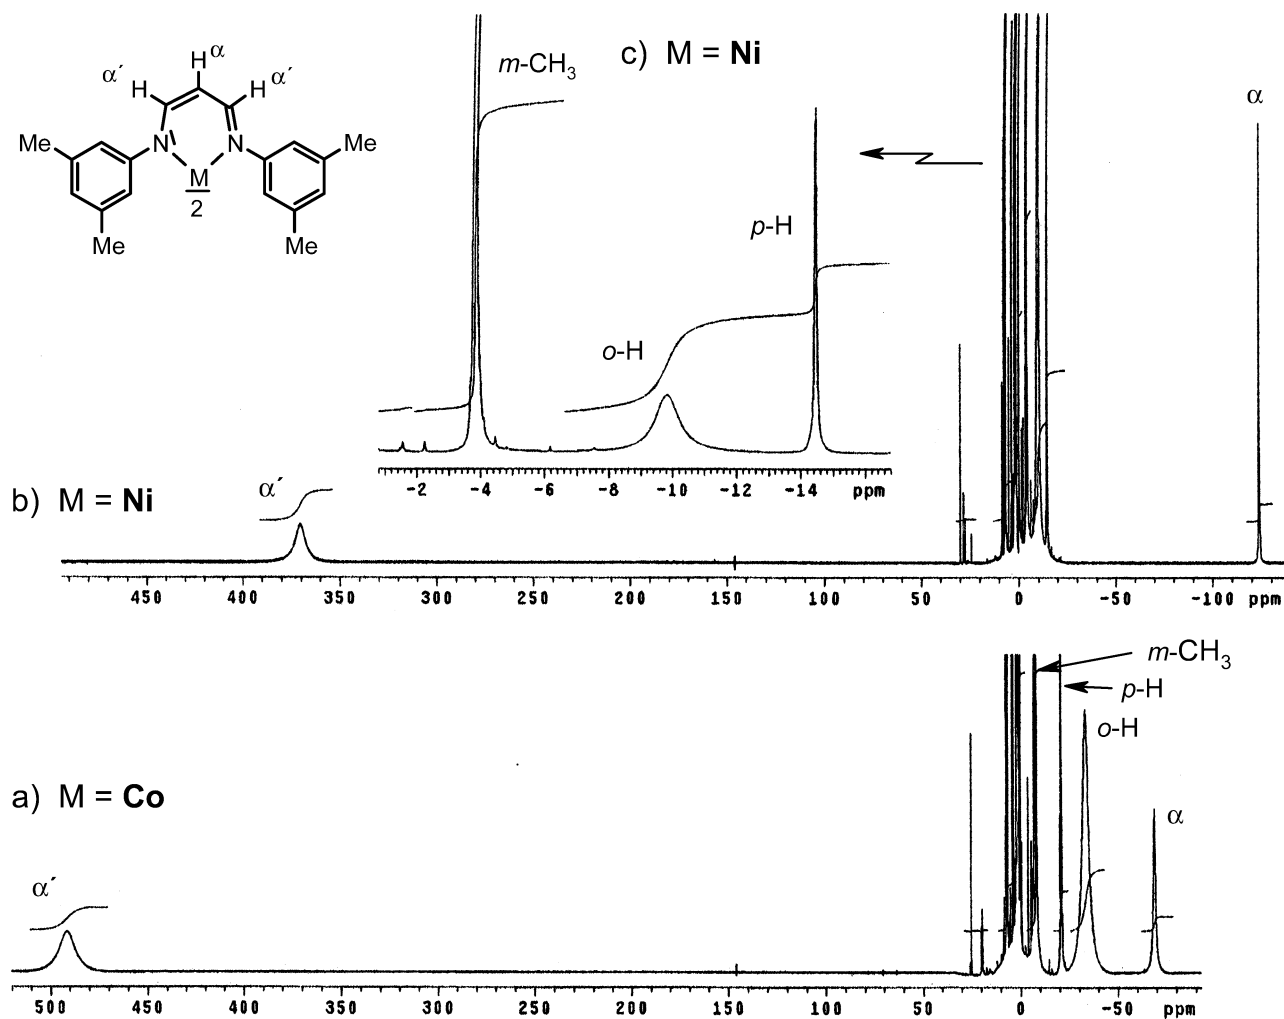 c) M = Ni
m-CH3
p-H
o-H
-2 -4 -6 -8 -10 -12 -14 ppm
α´ H H α H α´
Me N N Me
M
2
Me Me
α
b) M = Ni
α´
450 400 350 300 250 200 150 100 50 0 -50 -100 ppm
m-CH3
p-H
o-H
α
a) M = Co
α´
500 450 400 350 300 250 200 150 100 50 0 -50 ppm